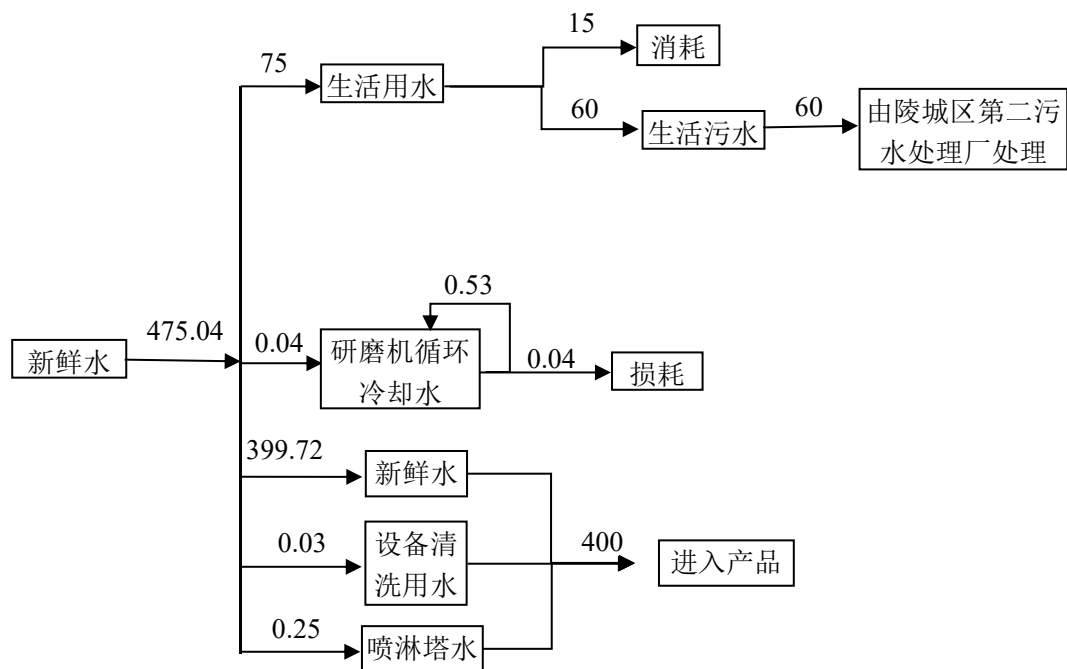 15
消耗
75
生活用水
60
生活污水
60
由陵城区第二污
水处理厂处理
0.53
475.04
新鲜水
0.04
研磨机循环
冷却水
0.04
损耗
399.72
新鲜水
0.03
设备清
洗用水
400
进入产品
0.25
喷淋塔水